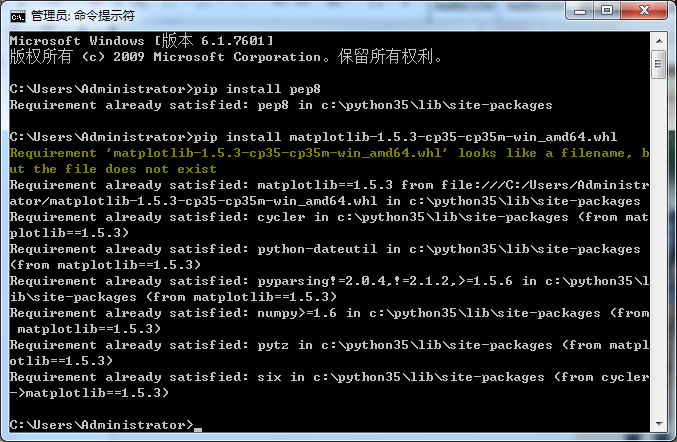 管理员: 命令提示符
Microsoft Windows [版本 6.1.7601]
版权所有 (c) 2009 Microsoft Corporation。保留所有权利。
C:\Users\Administrator>pip install pep8
Requirement already satisfied: pep8 in c:\python35\lib\site-packages
C:\Users\Administrator>pip install matplotlib-1.5.3-cp35-cp35m-win_amd64.whl
Requirement 'matplotlib-1.5.3-cp35-cp35m-win_amd64.whl' looks like a filename, b
ut the file does not exist
Requirement already satisfied: matplotlib==1.5.3 from file:///C:/Users/Administr
ator/matplotlib-1.5.3-cp35-cp35m-win_amd64.whl in c:\python35\lib\site-packages
Requirement already satisfied: cycler in c:\python35\lib\site-packages (from mat
plotlib==1.5.3)
Requirement already satisfied: python-dateutil in c:\python35\lib\site-packages
(from matplotlib==1.5.3)
Requirement already satisfied: pyparsing!=2.0.4,!=2.1.2,>=1.5.6 in c:\python35\l
ib\site-packages (from matplotlib==1.5.3)
Requirement already satisfied: numpy>=1.6 in c:\python35\lib\site-packages (from
 matplotlib==1.5.3)
Requirement already satisfied: pytz in c:\python35\lib\site-packages (from matpl
otlib==1.5.3)
Requirement already satisfied: six in c:\python35\lib\site-packages (from cycler
->matplotlib==1.5.3)
C:\Users\Administrator>